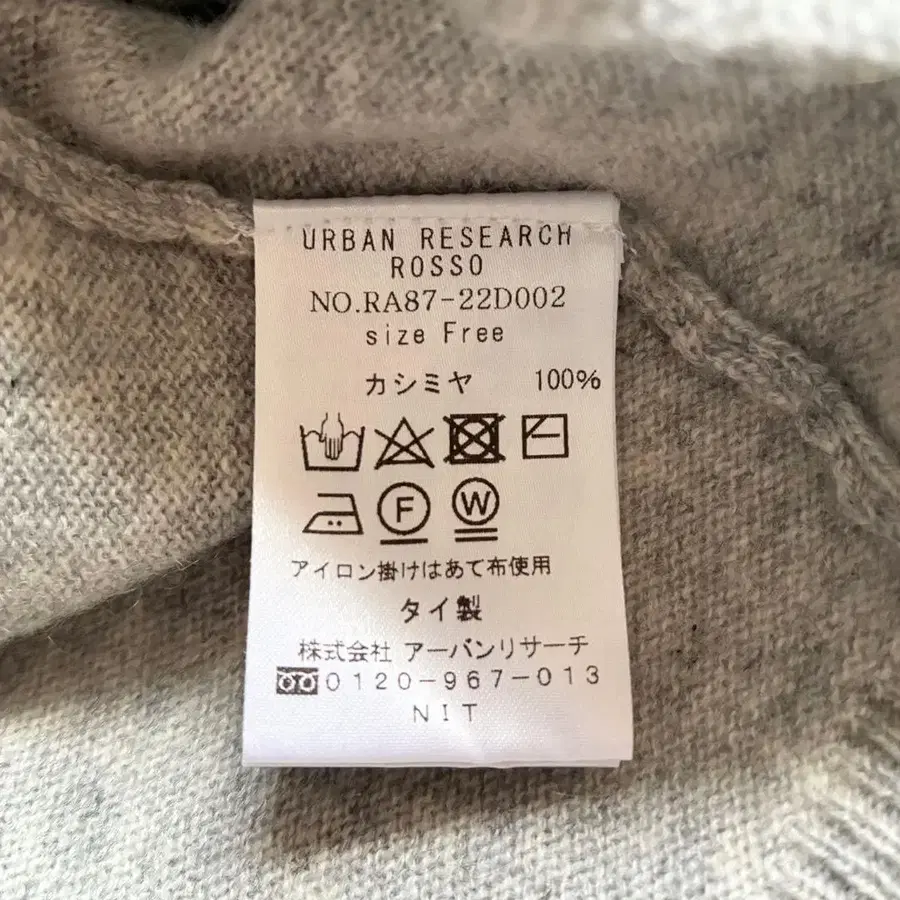 URBAN RESEARCH
ROSSO
NO.RA87-22D002
size Free
カシミヤ 100%
F W
アイロン掛けはあて布使用
タイ製
株式会社 アーバンリサーチ
0120-967-013
NIT